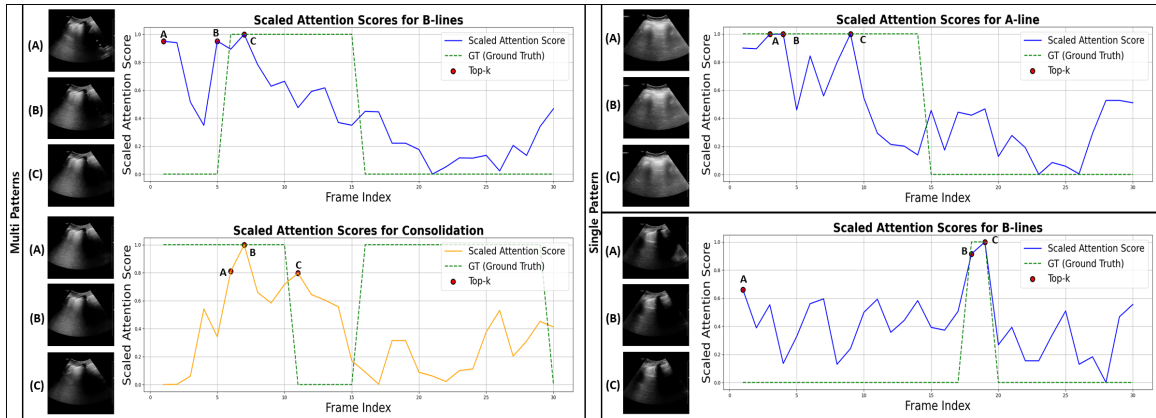 Multi Patterns
(A)
(B)
(C)
Scaled Attention Scores for B-lines
Scaled Attention Score
1.0
0.8
0.6
0.4
0.2
0.0
A
B
C
Scaled Attention Score
GT (Ground Truth)
Top-k
0 5 10 15 20 25 30
Frame Index
(A)
(B)
(C)
Scaled Attention Scores for Consolidation
Scaled Attention Score
1.0
0.8
0.6
0.4
0.2
0.0
A
B
C
Scaled Attention Score
GT (Ground Truth)
Top-k
0 5 10 15 20 25 30
Frame Index
Single Pattern
(A)
(B)
(C)
Scaled Attention Scores for A-line
Scaled Attention Score
1.0
0.8
0.6
0.4
0.2
0.0
A
B
C
Scaled Attention Score
GT (Ground Truth)
Top-k
0 5 10 15 20 25 30
Frame Index
(A)
(B)
(C)
Scaled Attention Scores for B-lines
Scaled Attention Score
1.0
0.8
0.6
0.4
0.2
0.0
A
B
C
Scaled Attention Score
GT (Ground Truth)
Top-k
0 5 10 15 20 25 30
Frame Index